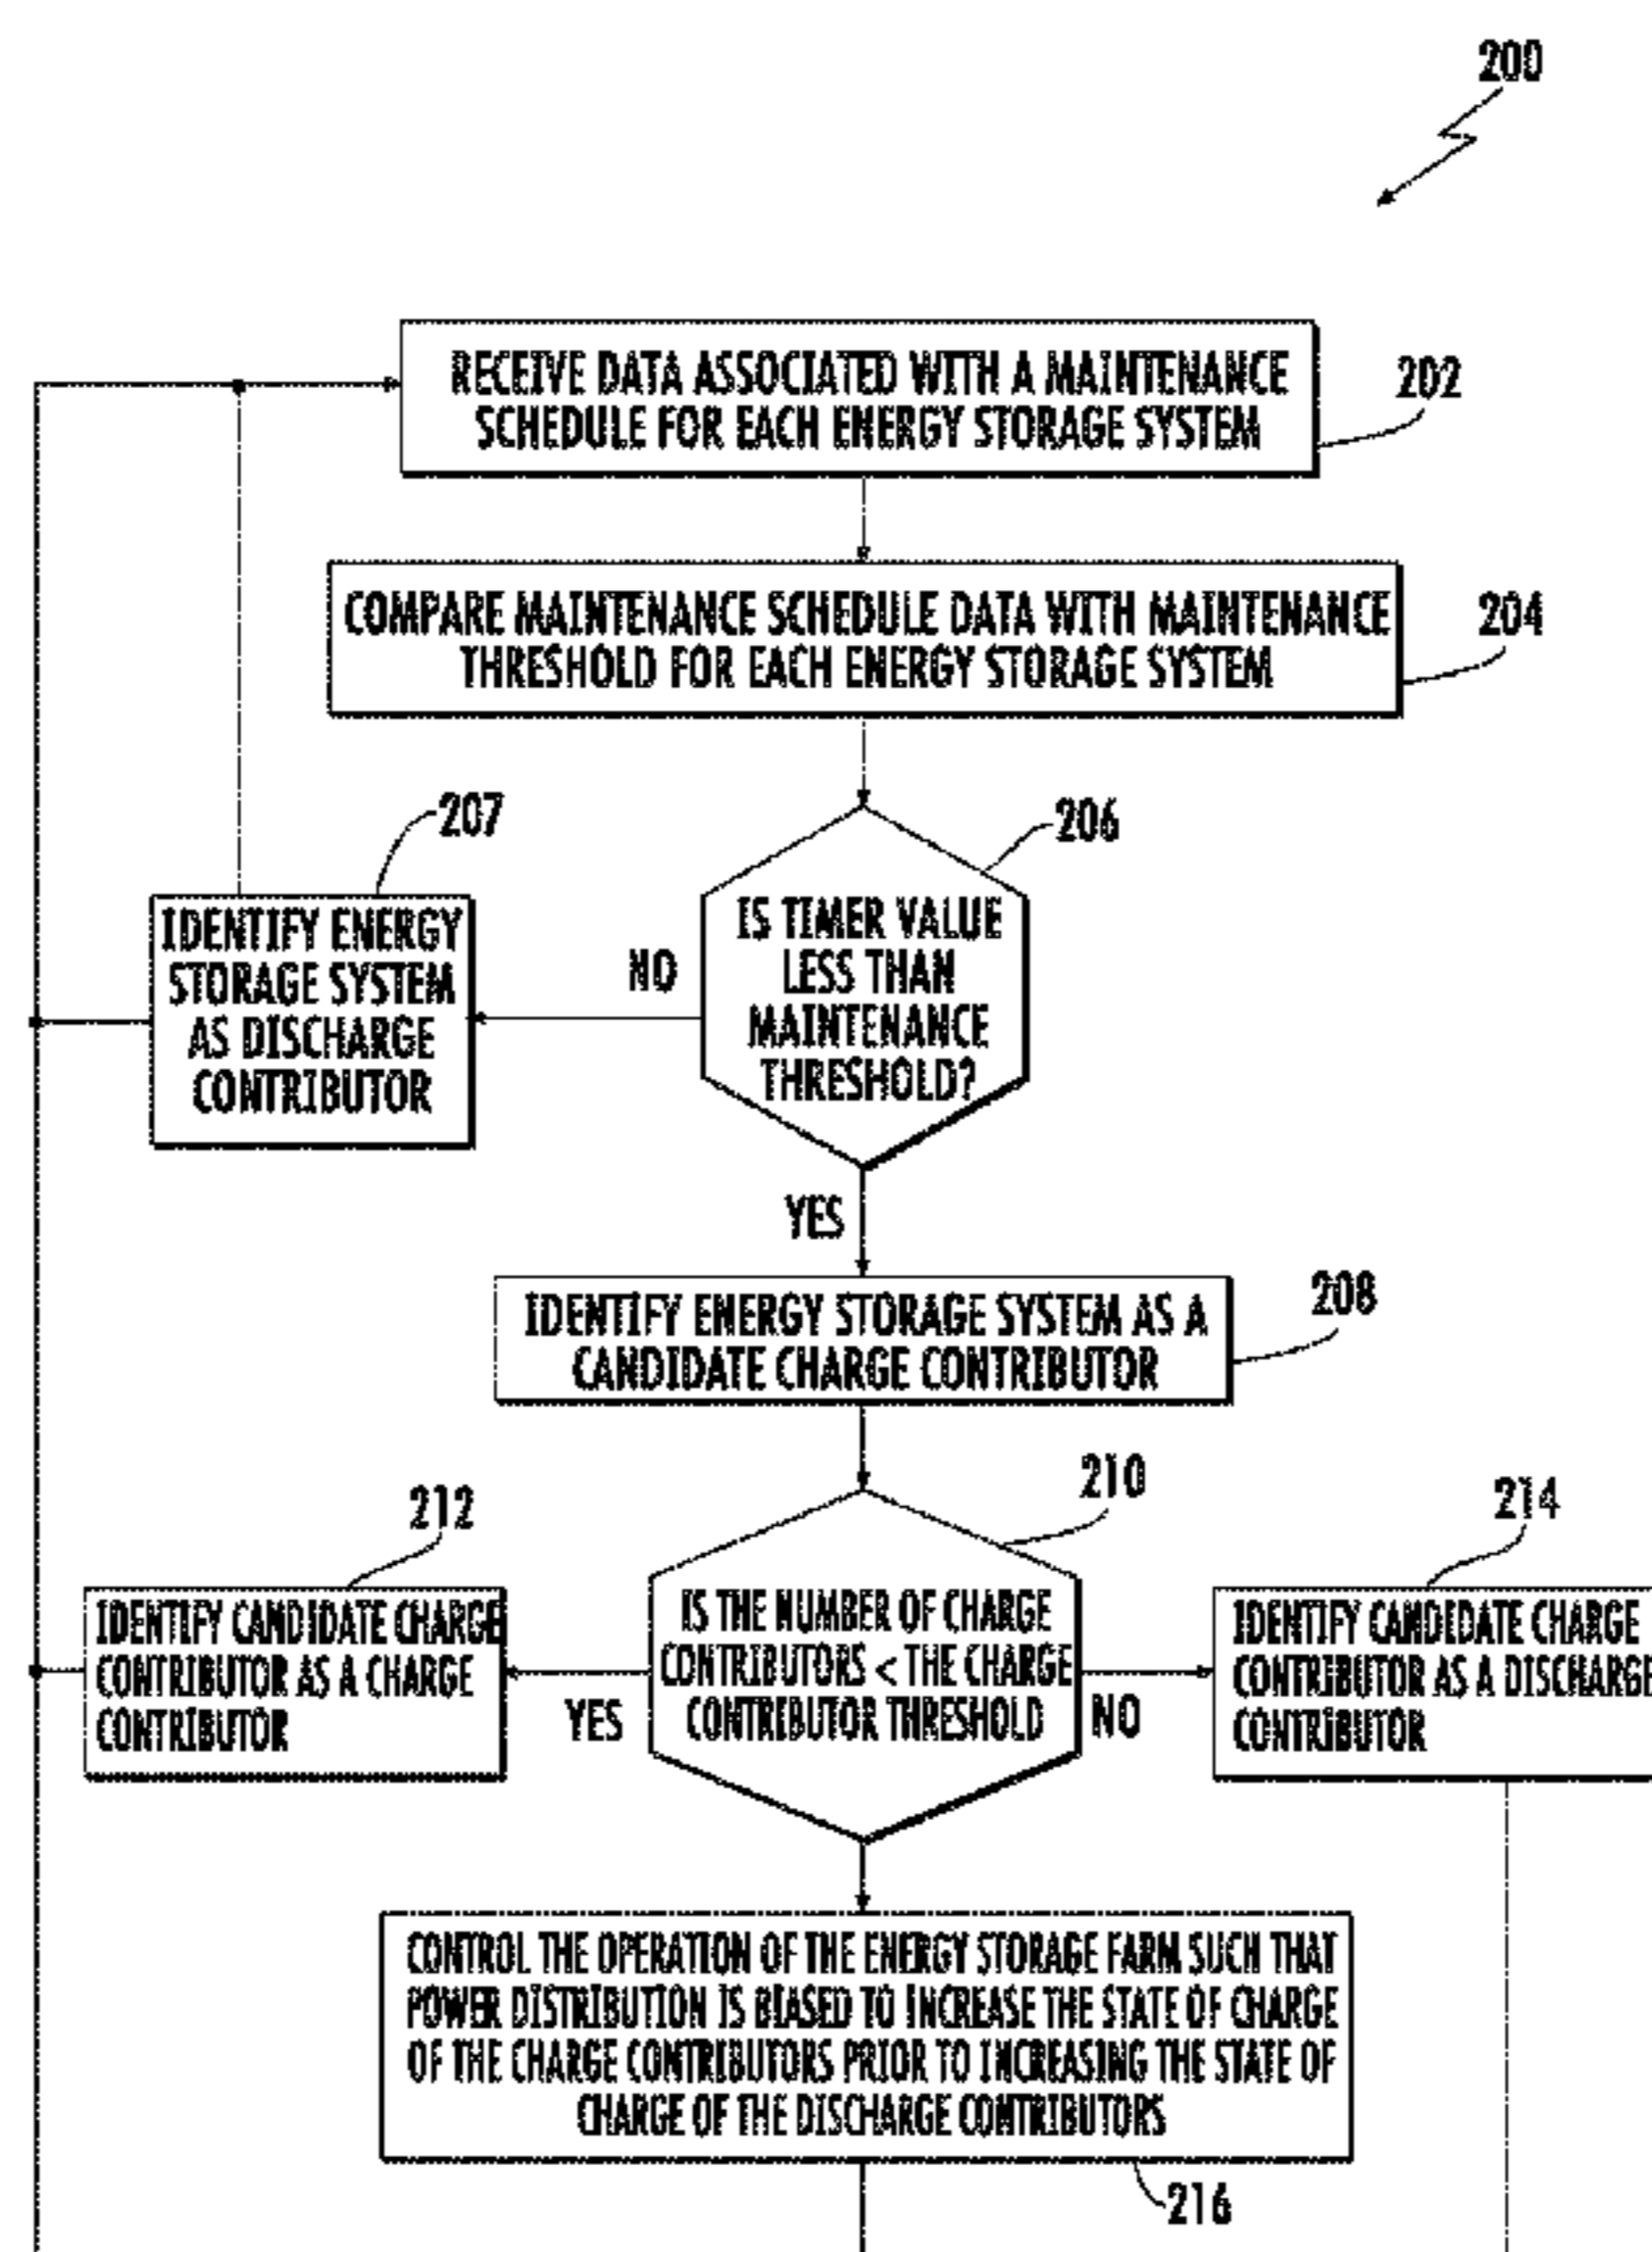 200
RECEIVE DATA ASSOCIATED WITH A MAINTENANCE
SCHEDULE FOR EACH ENERGY STORAGE SYSTEM
202
COMPARE MAINTENANCE SCHEDULE DATA WITH MAINTENANCE
THRESHOLD FOR EACH ENERGY STORAGE SYSTEM
204
207
206
IDENTIFY ENERGY
STORAGE SYSTEM
AS DISCHARGE
CONTRIBUTOR
NO
IS TIMER VALUE
LESS THAN
MAINTENANCE
THRESHOLD?
YES
IDENTIFY ENERGY STORAGE SYSTEM AS A
CANDIDATE CHARGE CONTRIBUTOR
208
212
210
214
IDENTIFY CANDIDATE CHARGE
CONTRIBUTOR AS A CHARGE
CONTRIBUTOR
YES
IS THE NUMBER OF CHARGE
CONTRIBUTORS < THE CHARGE
CONTRIBUTOR THRESHOLD
NO
IDENTIFY CANDIDATE CHARGE
CONTRIBUTOR AS A DISCHARGE
CONTRIBUTOR
CONTROL THE OPERATION OF THE ENERGY STORAGE FARM SUCH THAT
POWER DISTRIBUTION IS BIASED TO INCREASE THE STATE OF CHARGE
OF THE CHARGE CONTRIBUTORS PRIOR TO INCREASING THE STATE OF
CHARGE OF THE DISCHARGE CONTRIBUTORS
216